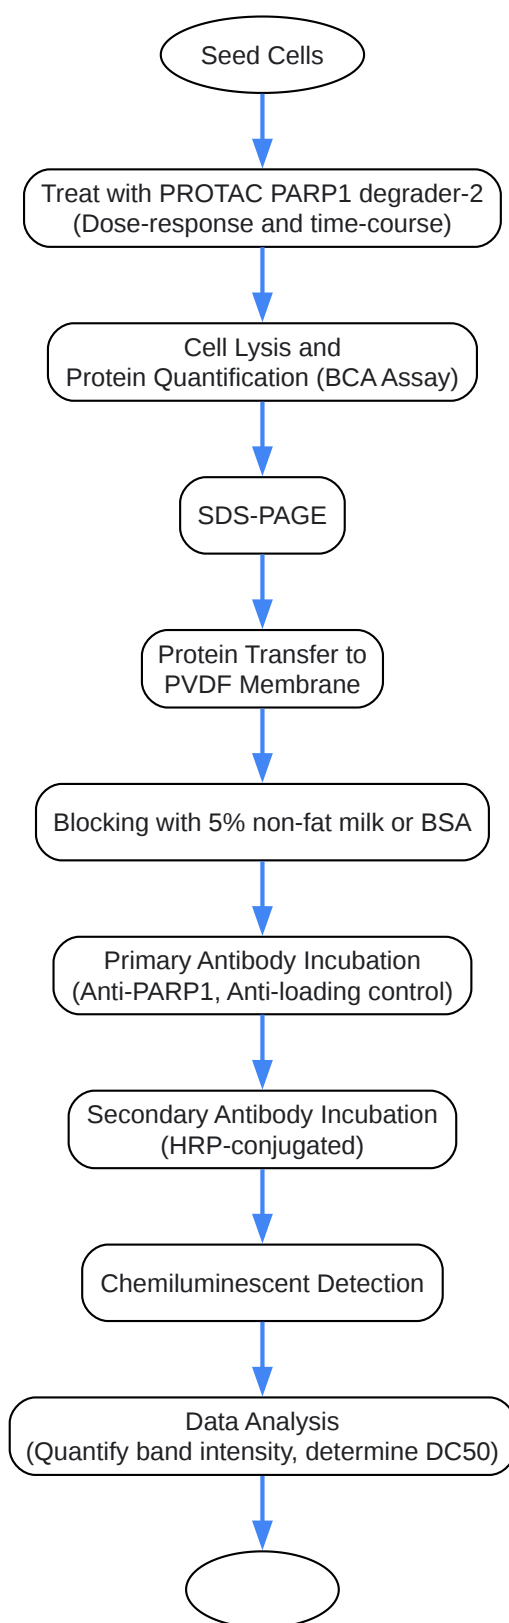 Seed Cells
Treat with PROTAC PARP1 degrader-2
(Dose-response and time-course)
Cell Lysis and
Protein Quantification (BCA Assay)
SDS-PAGE
Protein Transfer to
PVDF Membrane
Blocking with 5% non-fat milk or BSA
Primary Antibody Incubation
(Anti-PARP1, Anti-loading control)
Secondary Antibody Incubation
(HRP-conjugated)
Chemiluminescent Detection
Data Analysis
(Quantify band intensity, determine DC50)